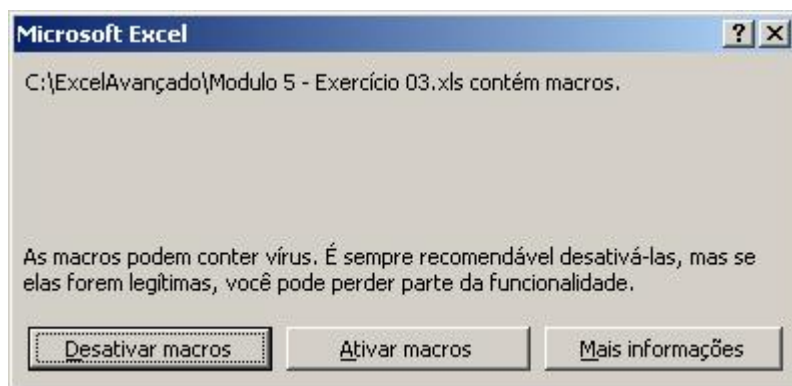 Microsoft Excel
C:\ExcelAvançado\Modulo 5 - Exercício 03.xls contém macros.
As macros podem conter vírus. É sempre recomendável desativá-las, mas se
elas forem legítimas, você pode perder parte da funcionalidade.
Desativar macros Ativar macros Mais informações